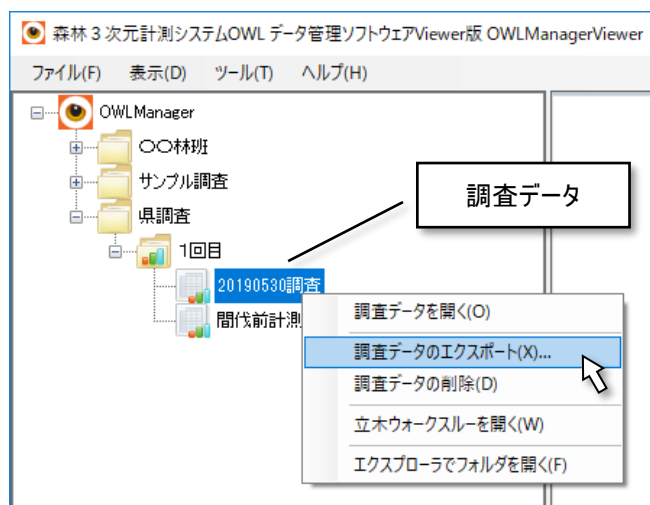 森林３次元計測システムOWL データ管理ソフトウェアViewer版 OWLManagerViewer
ファイル(F) 表示(D) ツール(T) ヘルプ(H)
OWLManager
〇〇林班
サンプル調査
県調査
1回目
20190530調査
間伐前計測
調査データ
調査データを開く(O)
調査データのエクスポート(X)...
調査データの削除(D)
立木ウォークスルーを開く(W)
エクスプローラでフォルダを開く(F)